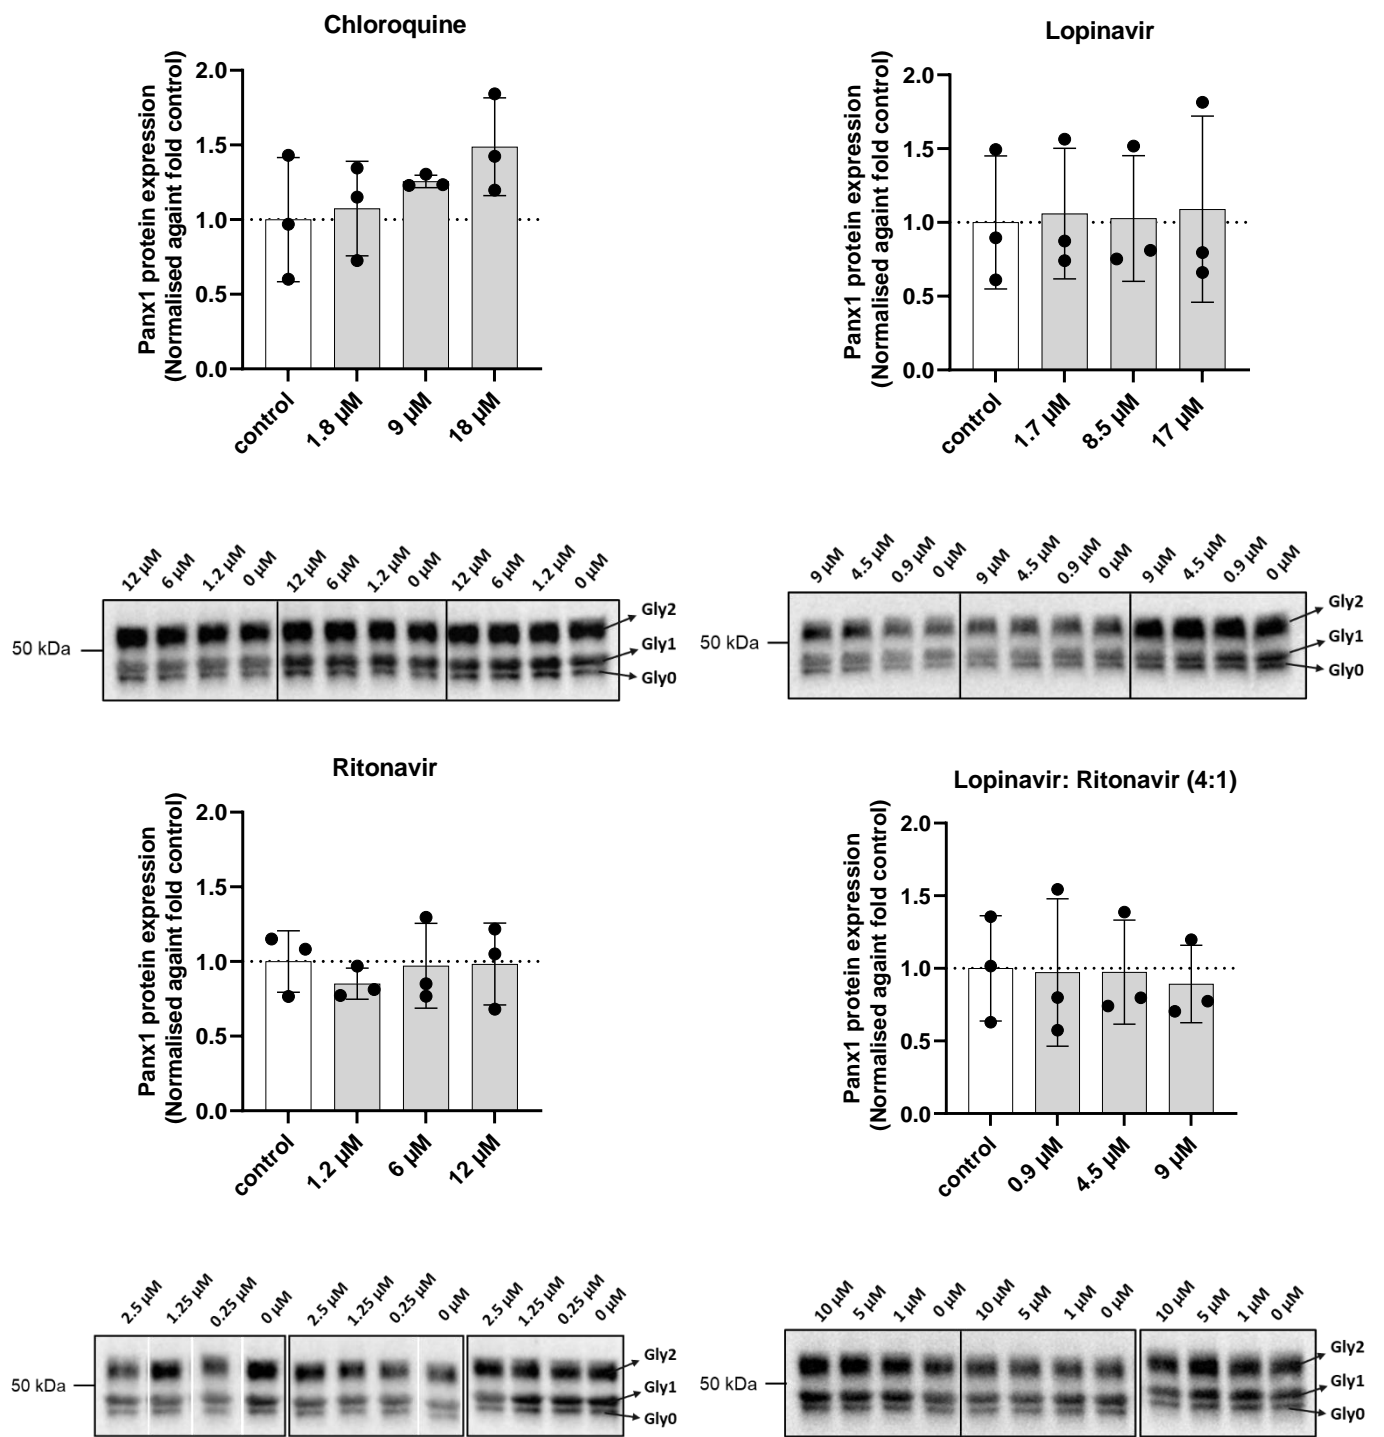 Chloroquine
Panx1 protein expression
(Normalised against fold control)
2.0
1.5
1.0
0.5
0.0
control
1.8 µM
9 µM
18 µM
Lopinavir
Panx1 protein expression
(Normalised against fold control)
2.0
1.5
1.0
0.5
0.0
control
1.7 µM
8.5 µM
17 µM
12 µM 6 µM 1.2 µM 0 µM 12 µM 6 µM 1.2 µM 0 µM 12 µM 6 µM 1.2 µM 0 µM
50 kDa
Gly2
Gly1
Gly0
9 µM 4.5 µM 0.9 µM 0 µM 9 µM 4.5 µM 0.9 µM 0 µM 9 µM 4.5 µM 0.9 µM 0 µM
50 kDa
Gly2
Gly1
Gly0
Ritonavir
Panx1 protein expression
(Normalised againt fold control)
2.0
1.5
1.0
0.5
0.0
control
1.2 µM
6 µM
12 µM
Lopinavir: Ritonavir (4:1)
Panx1 protein expression
(Normalised against fold control)
2.0
1.5
1.0
0.5
0.0
control
0.9 µM
4.5 µM
9 µM
2.5 µM 1.25 µM 0.25 µM 0 µM 2.5 µM 1.25 µM 0.25 µM 0 µM 2.5 µM 1.25 µM 0.25 µM 0 µM
50 kDa
Gly2
Gly1
Gly0
10 µM 5 µM 1 µM 0 µM 10 µM 5 µM 1 µM 0 µM 10 µM 5 µM 1 µM 0 µM
50 kDa
Gly2
Gly1
Gly0